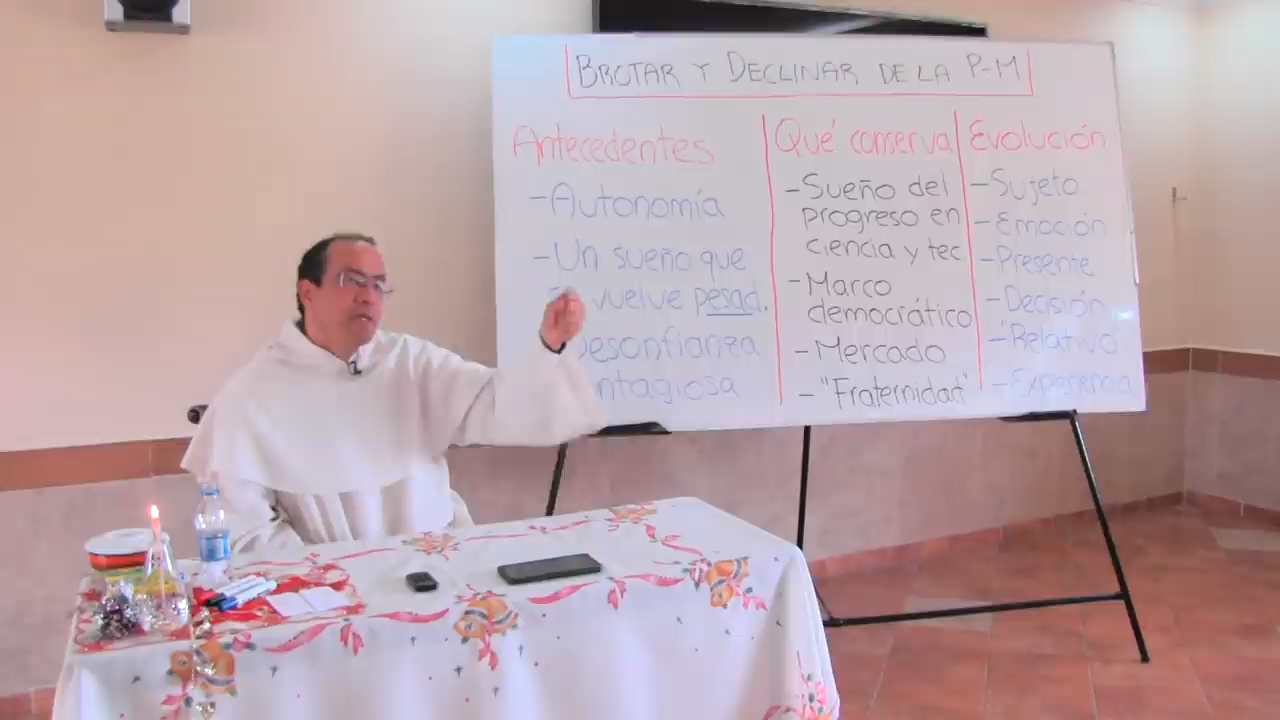 BROTAR Y DECLINAR DE LA P-M
Antecedentes
-Autonomía
-Un sueño que
vuelve pesad.
Desconfianza
ntagiosa
Qué conserva
-Sueño del
progreso en
ciencia y tec.
-Marco
democrático
-Mercado
-"Fraternidad"
Evolución
-Sujeto
-Emoción
-Presente
-Decisión
-Relativo
-Experiencia